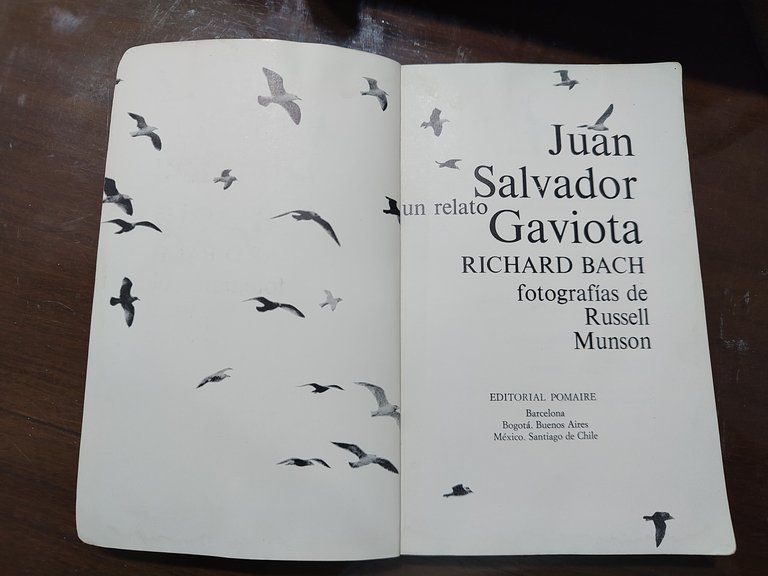 Juan
Salvador
un relato
Gaviota
RICHARD BACH
fotografías de
Russell
Munson
EDITORIAL POMAIRE
Barcelona
Bogotá. Buenos Aires
México. Santiago de Chile